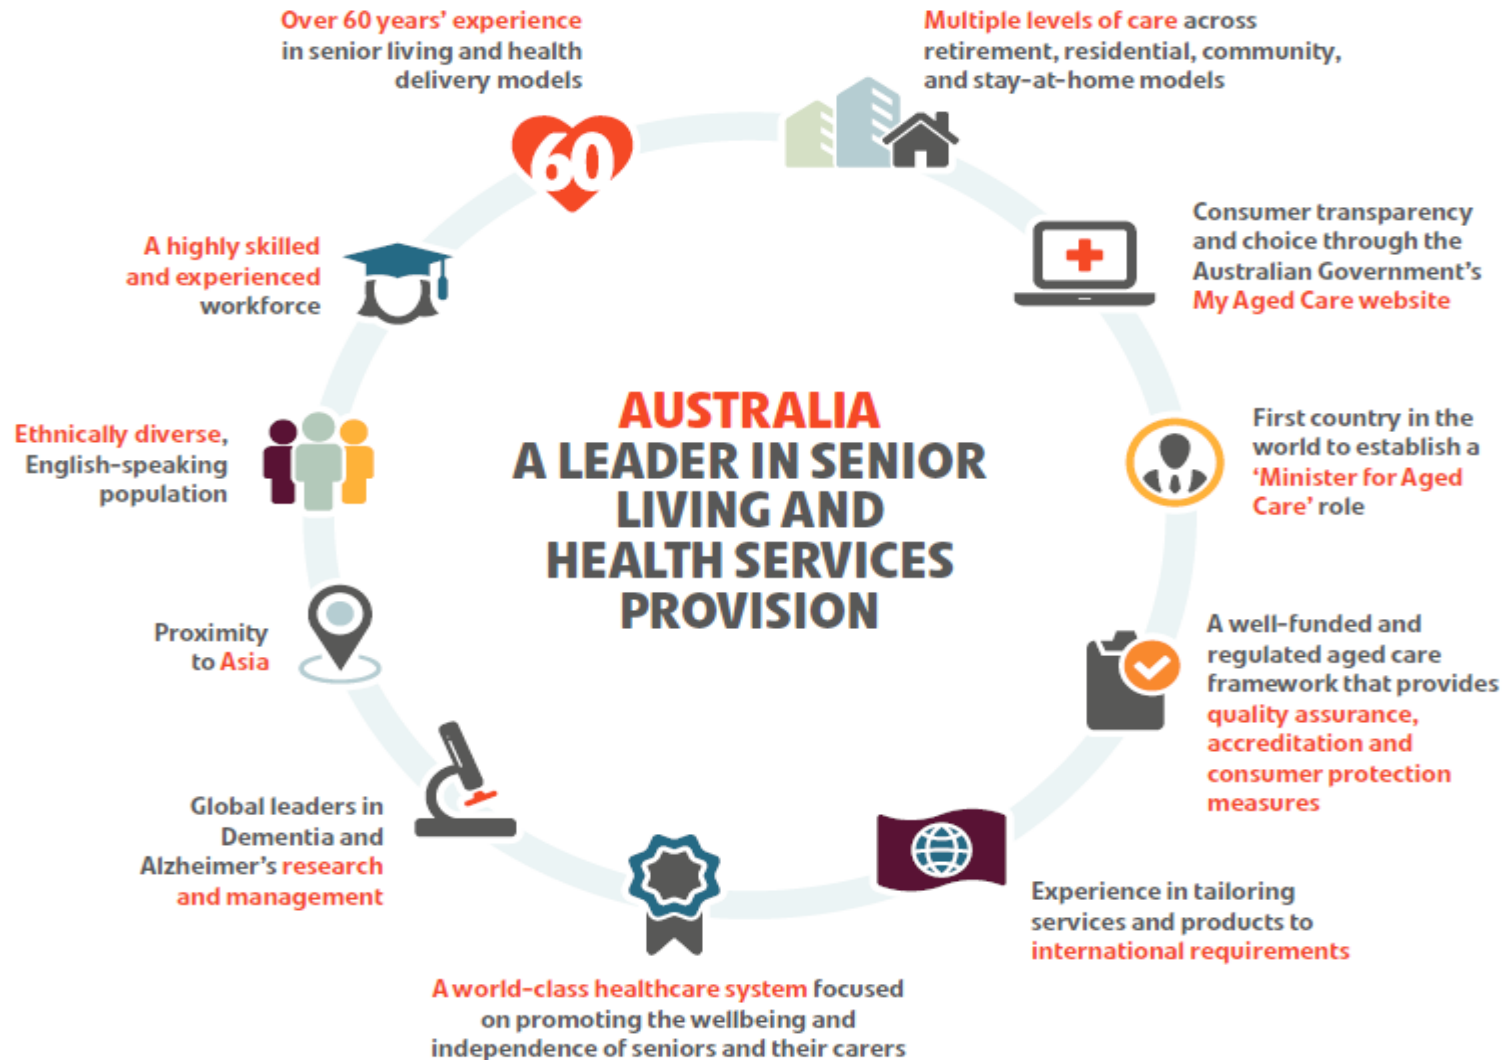 Over 60 years' experience
in senior living and health
delivery models
60
Multiple levels of care across
retirement, residential, community,
and stay-at-home models
Consumer transparency
and choice through the
Australian Government's
My Aged Care website
First country in the
world to establish a
'Minister for Aged
Care' role
A well-funded and
regulated aged care
framework that provides
quality assurance,
accreditation and
consumer protection
measures
Experience in tailoring
services and products to
international requirements
A world-class healthcare system focused
on promoting the wellbeing and
independence of seniors and their carers
Global leaders in
Dementia and
Alzheimer's research
and management
Proximity
to Asia
Ethnically diverse,
English-speaking
population
A highly skilled
and experienced
workforce
AUSTRALIA
A LEADER IN SENIOR
LIVING AND
HEALTH SERVICES
PROVISION